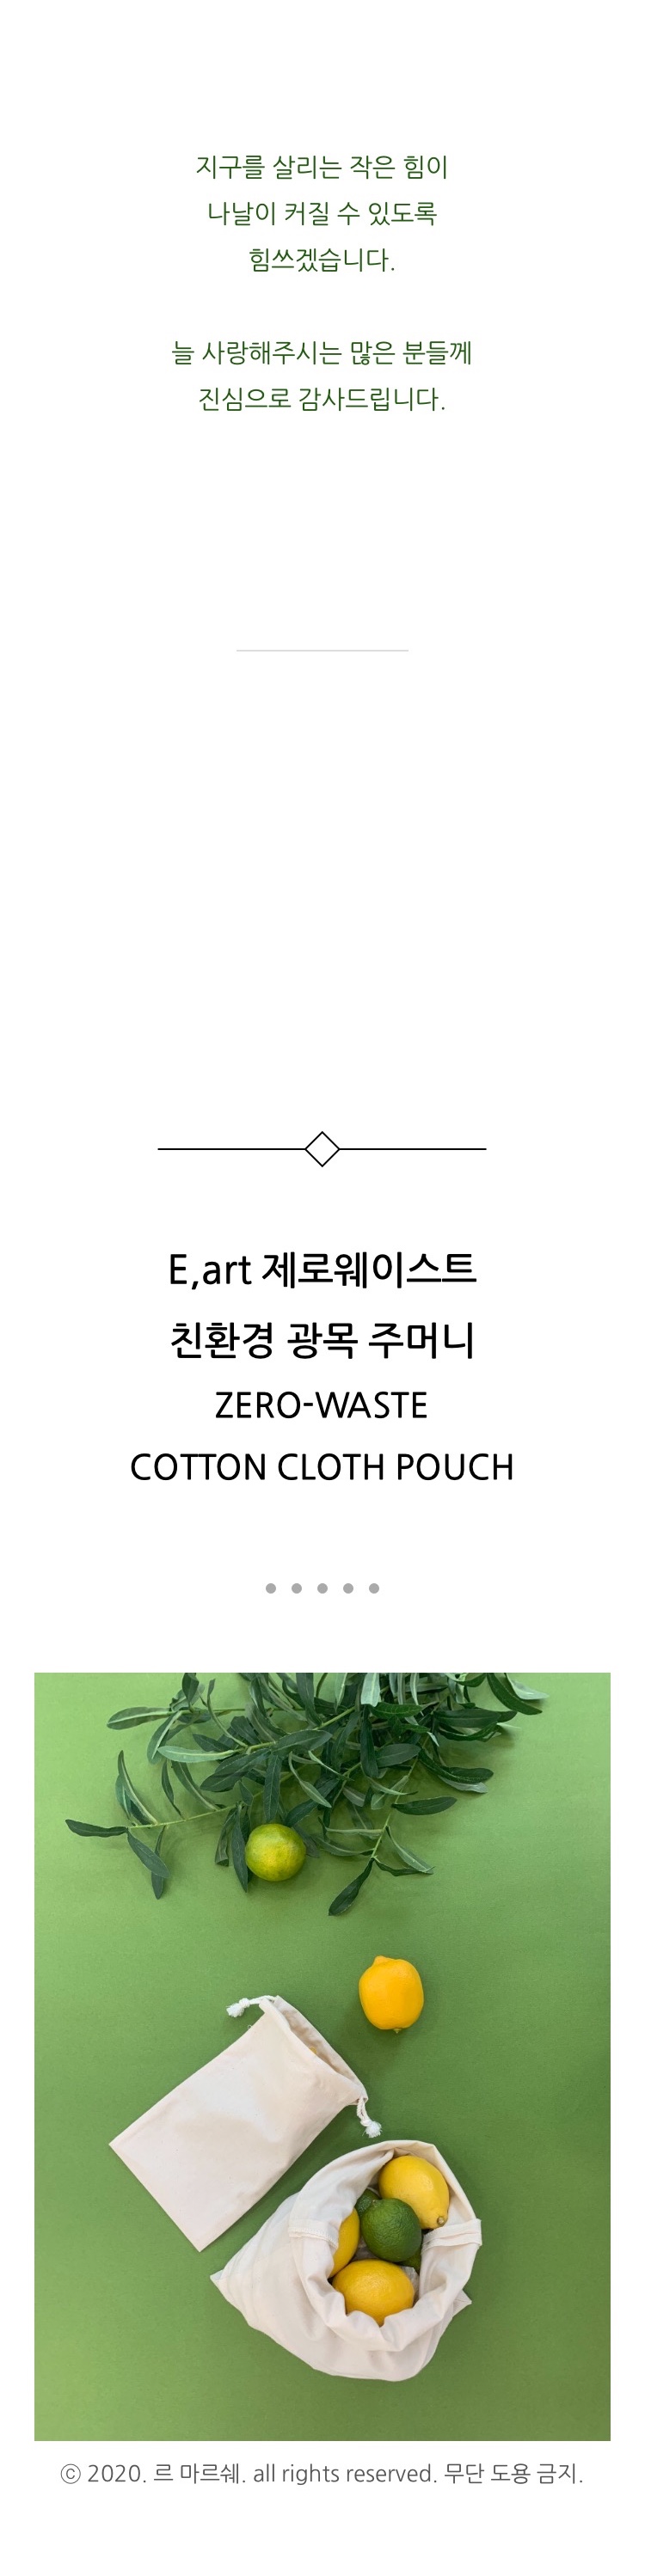 지구를 살리는 작은 힘이
나날이 커질 수 있도록
힘쓰겠습니다.
늘 사랑해주시는 많은 분들께
진심으로 감사드립니다.
E,art 제로웨이스트
친환경 광목 주머니
ZERO-WASTE
COTTON CLOTH POUCH
ⓒ 2020. 르 마르쉐. all rights reserved. 무단 도용 금지.